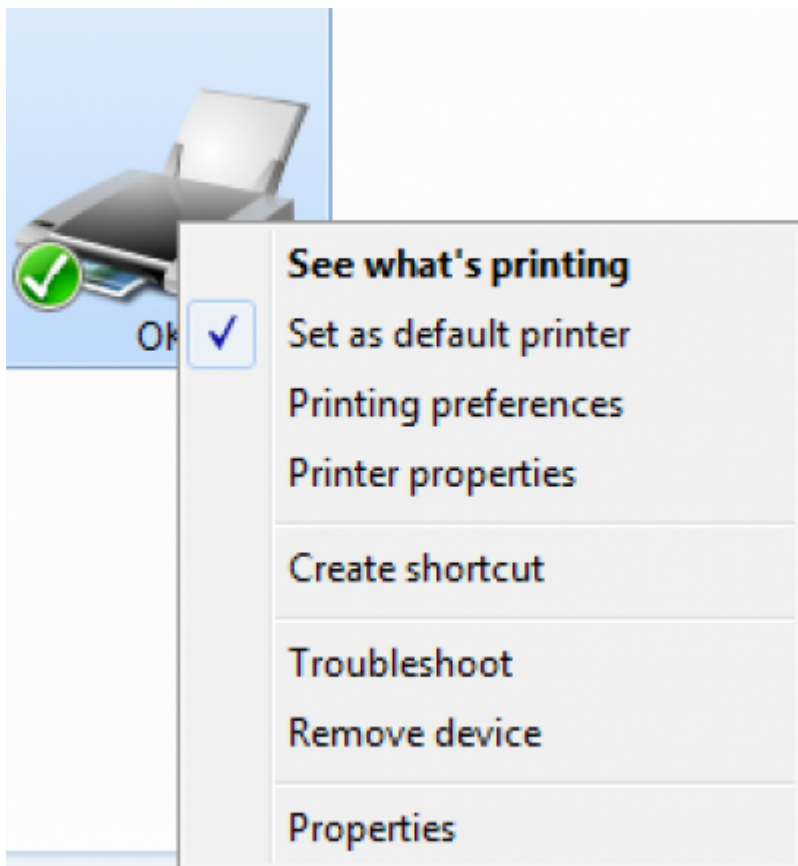 See what's printing
OK
Set as default printer
Printing preferences
Printer properties
Create shortcut
Troubleshoot
Remove device
Properties